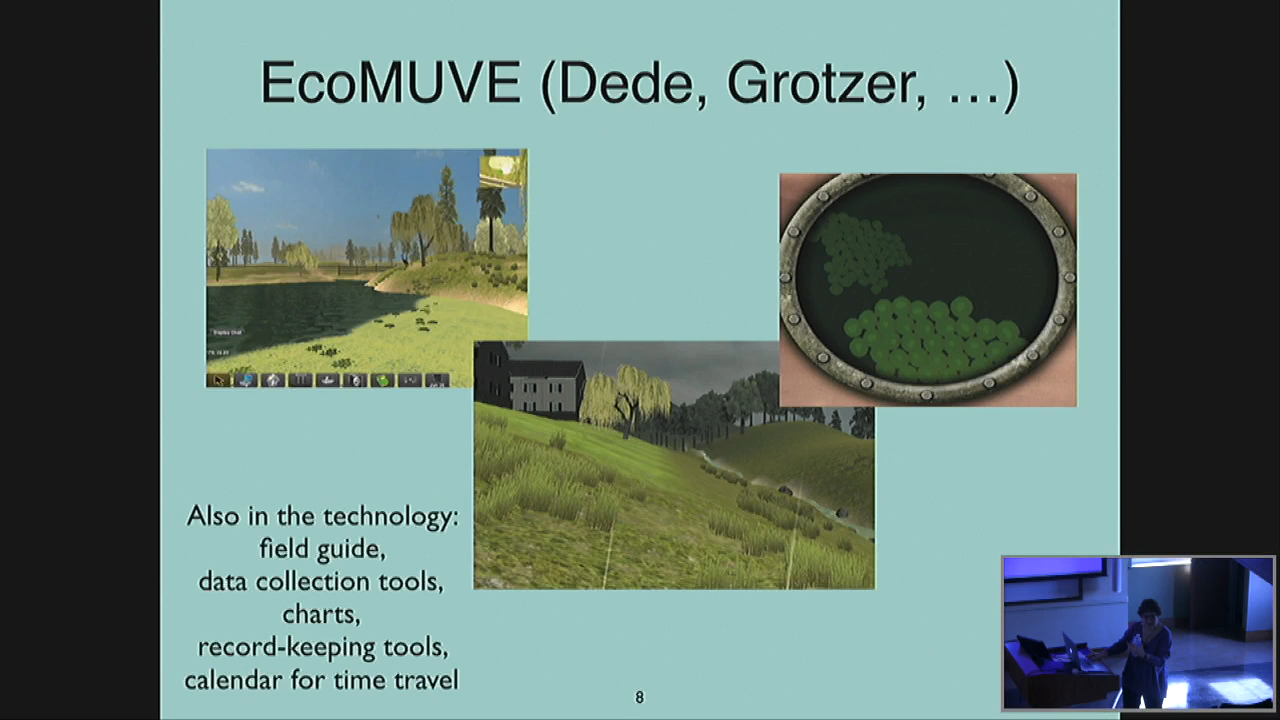 EcoMUVE (Dede, Grotzer, …)
Also in the technology:
field guide,
data collection tools,
charts,
record-keeping tools,
calendar for time travel
8